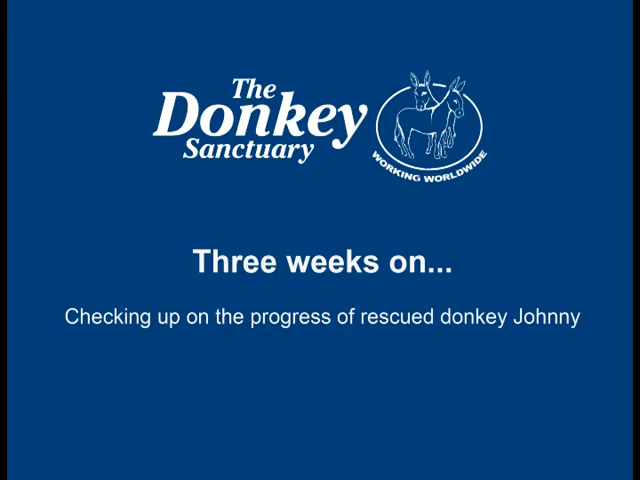 The
Donkey
Sanctuary
WORKING WORLDWIDE
Three weeks on...
Checking up on the progress of rescued donkey Johnny